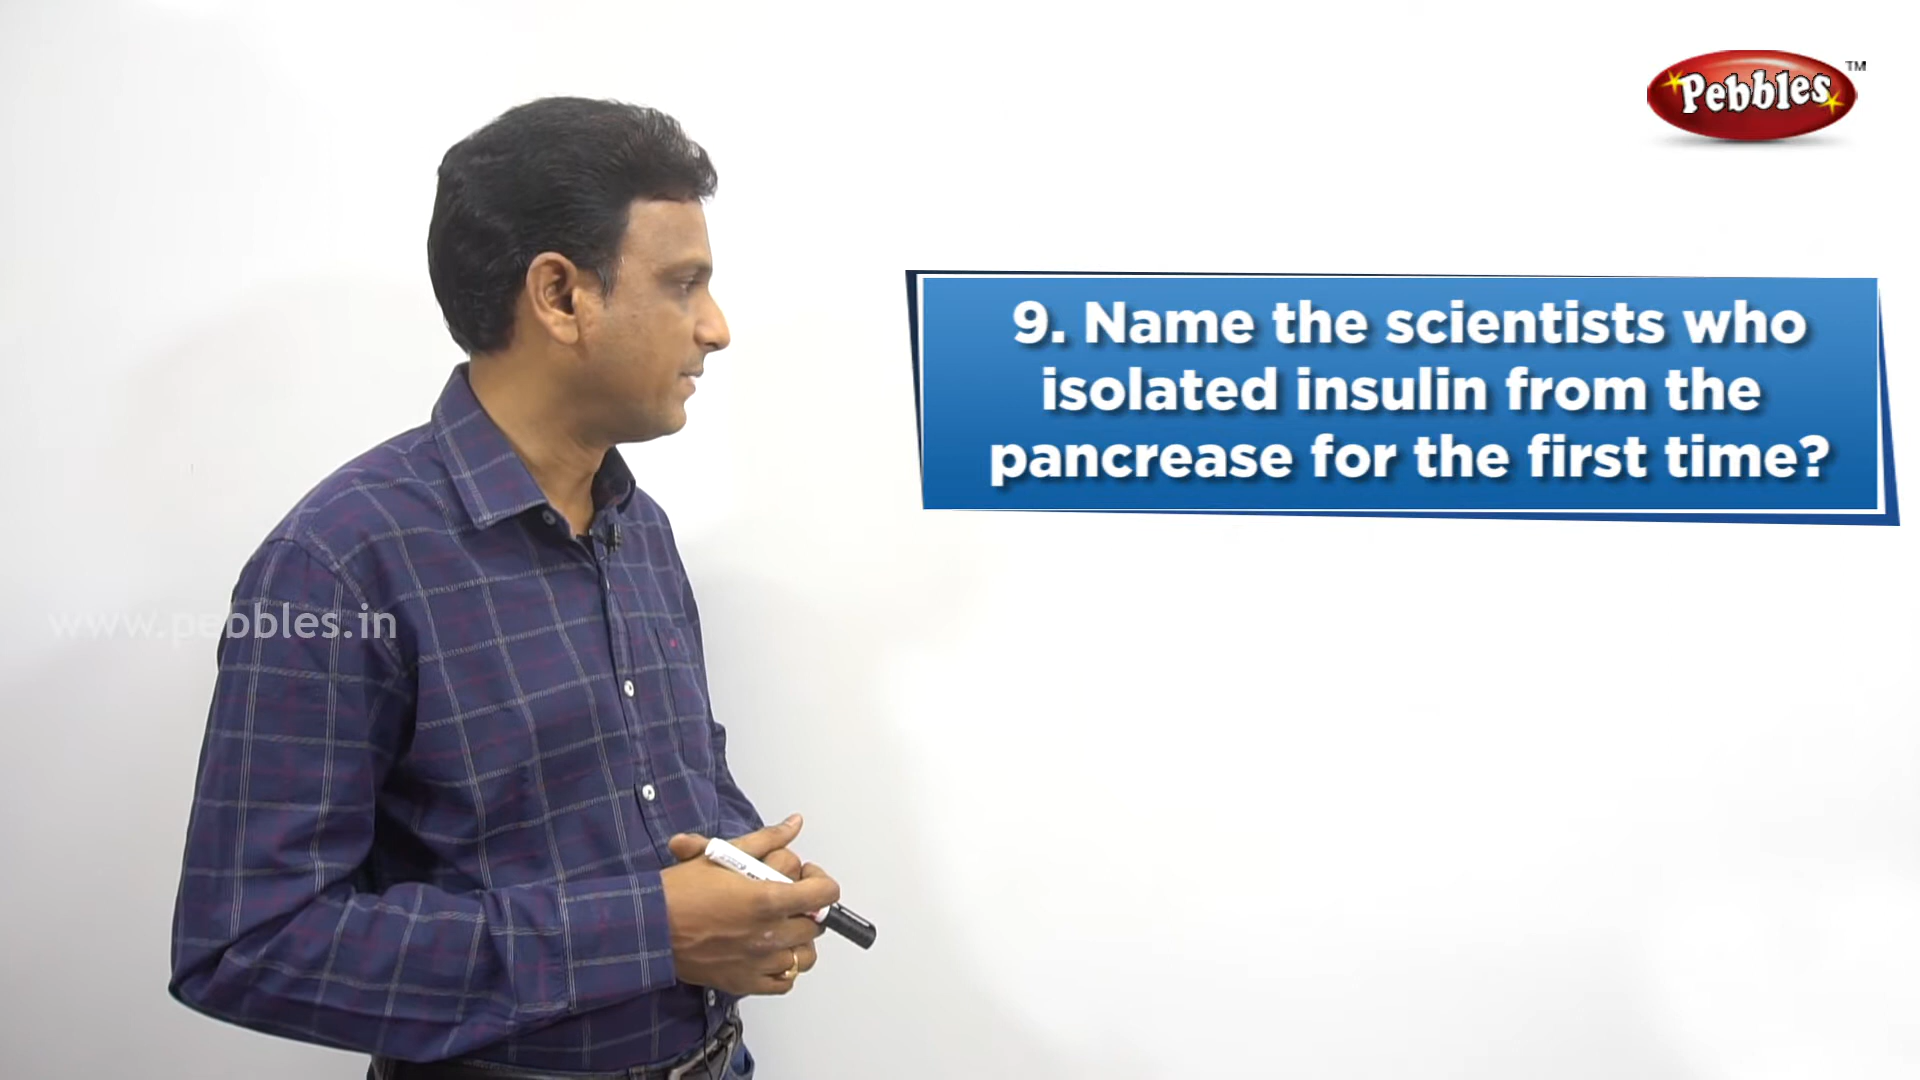 Pebbles TM
9. Name the scientists who
isolated insulin from the
pancrease for the first time?
www.pebbles.in